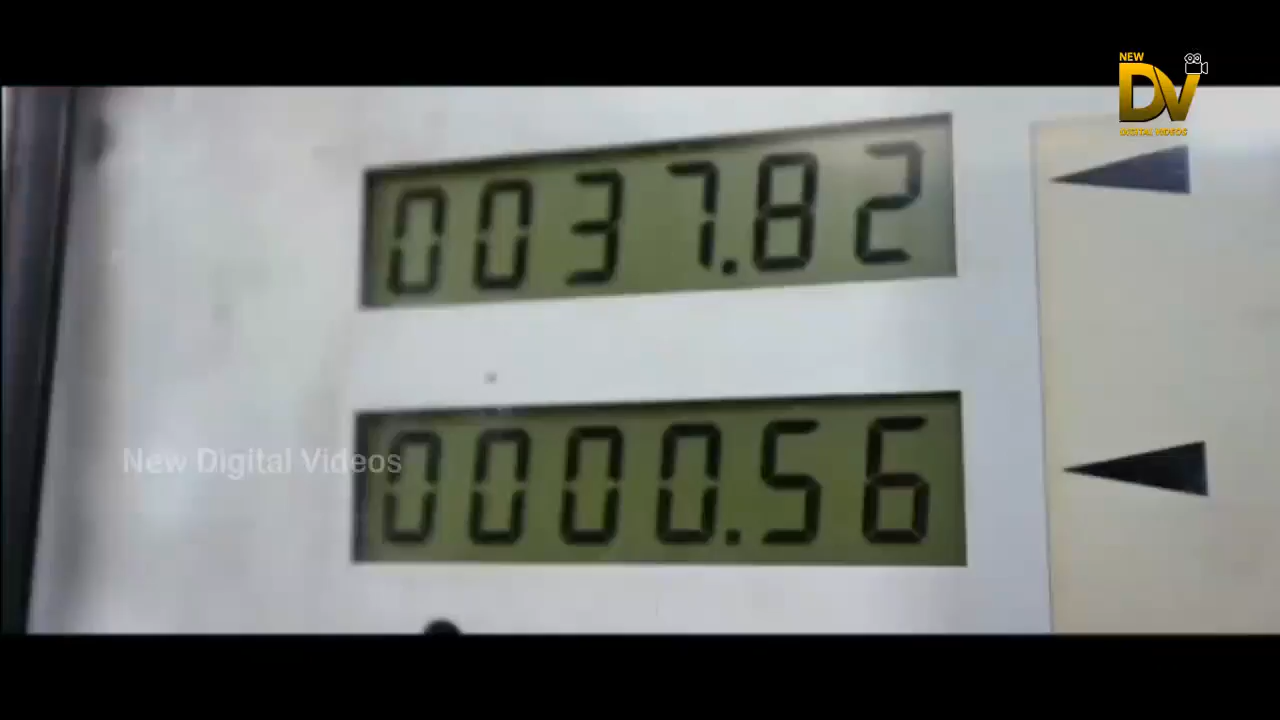 NEW
DV
DIGITAL VIDEOS
0037.82
New Digital Videos
0000.56